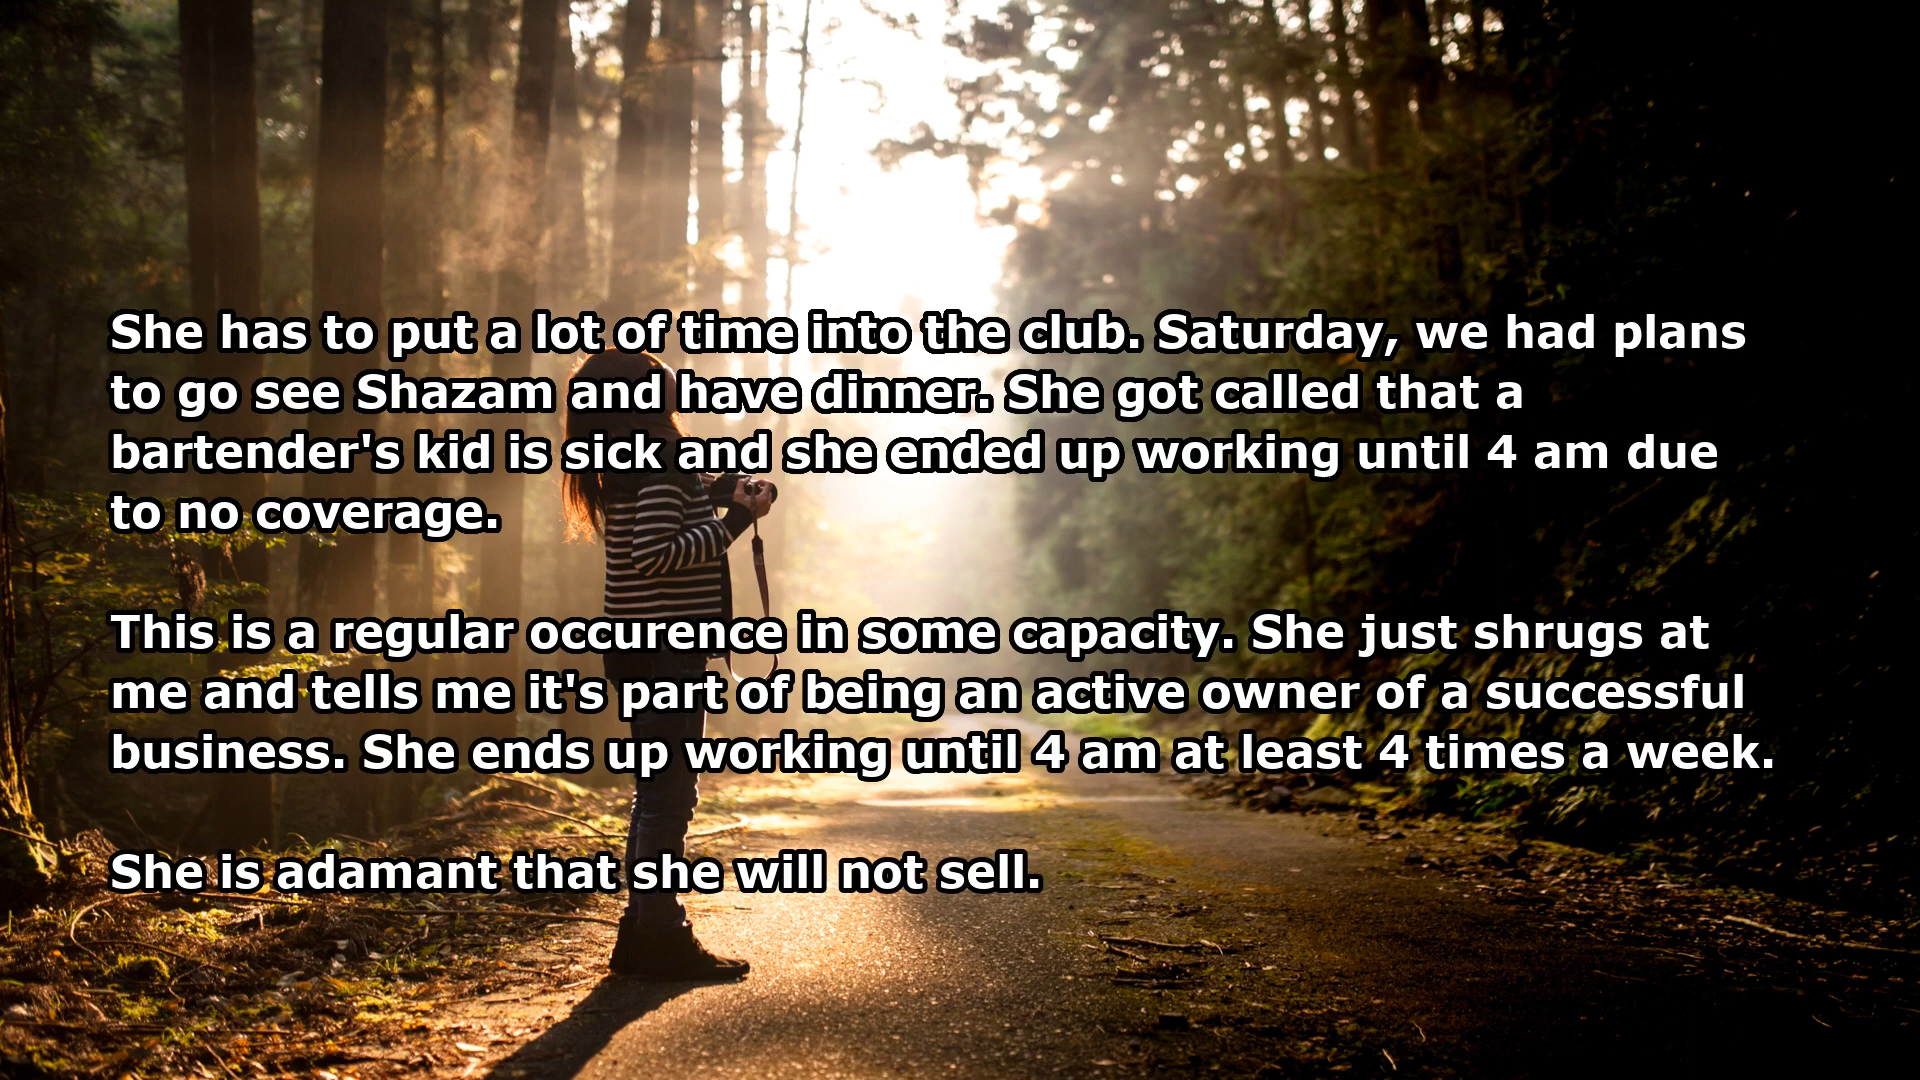 She has to put a lot of time into the club. Saturday, we had plans
to go see Shazam and have dinner. She got called that a
bartender's kid is sick and she ended up working until 4 am due
to no coverage.
This is a regular occurence in some capacity. She just shrugs at
me and tells me it's part of being an active owner of a successful
business. She ends up working until 4 am at least 4 times a week.
She is adamant that she will not sell.